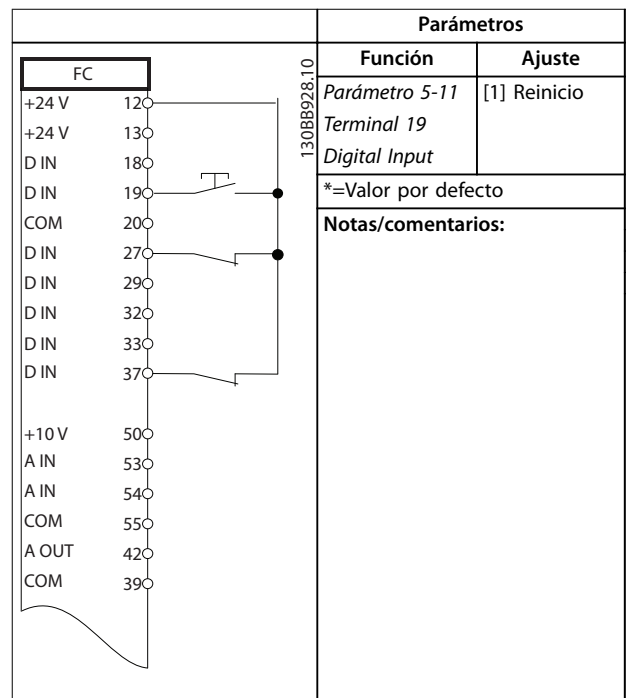 Parámetros
Función Ajuste
Parámetro 5-11 [1] Reinicio
Terminal 19
Digital Input
*=Valor por defecto
Notas/comentarios:
130BB928.10
FC
+24 V 12
+24 V 13
D IN 18
D IN 19
COM 20
D IN 27
D IN 29
D IN 32
D IN 33
D IN 37
+10 V 50
A IN 53
A IN 54
COM 55
A OUT 42
COM 39